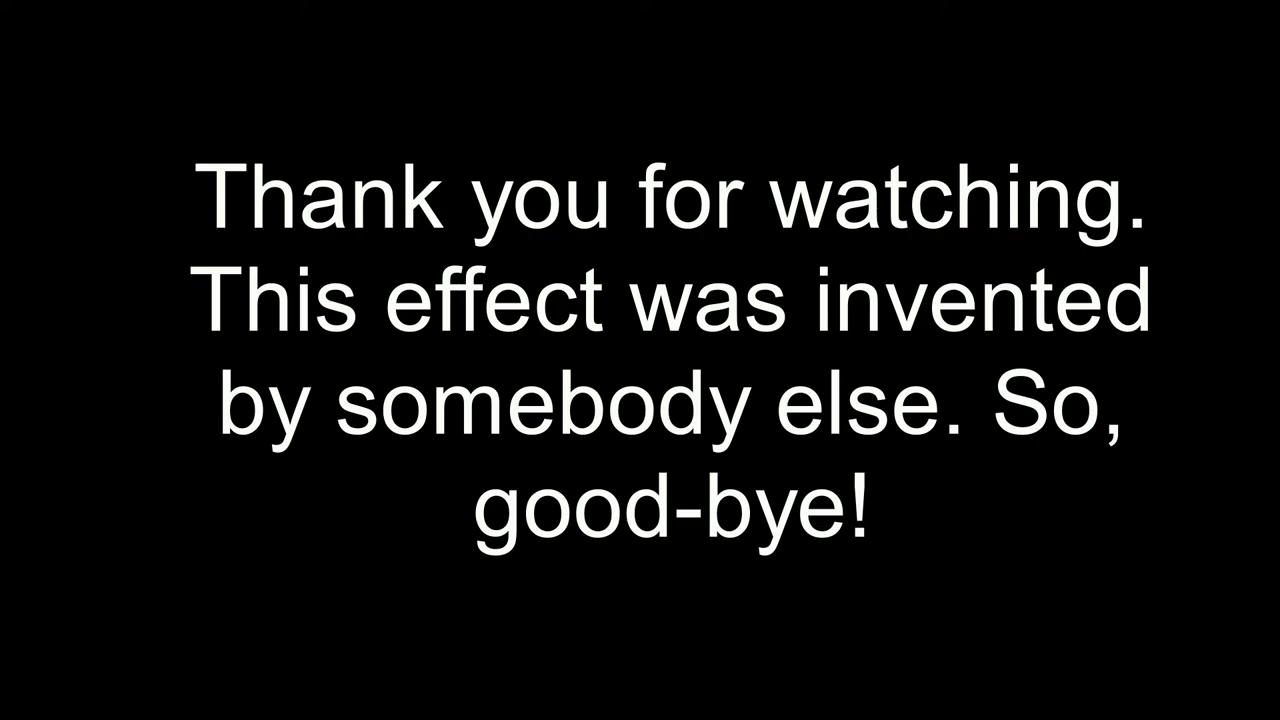 Thank you for watching.
This effect was invented
by somebody else. So,
good-bye!